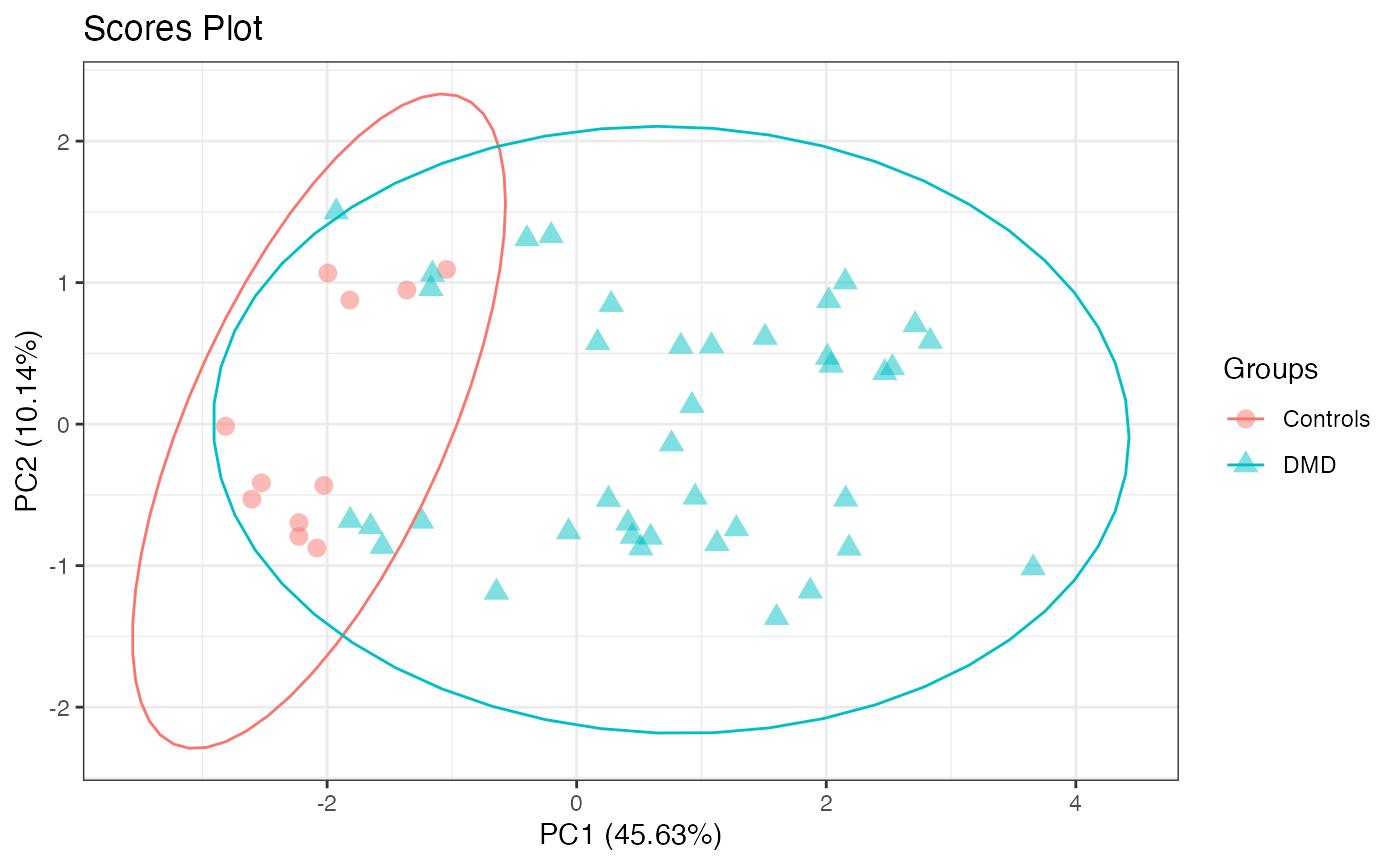 Scores Plot
2
1
0
-1
-2
PC2 (10.14%)
-2
0
2
4
PC1 (45.63%)
Groups
Controls
DMD